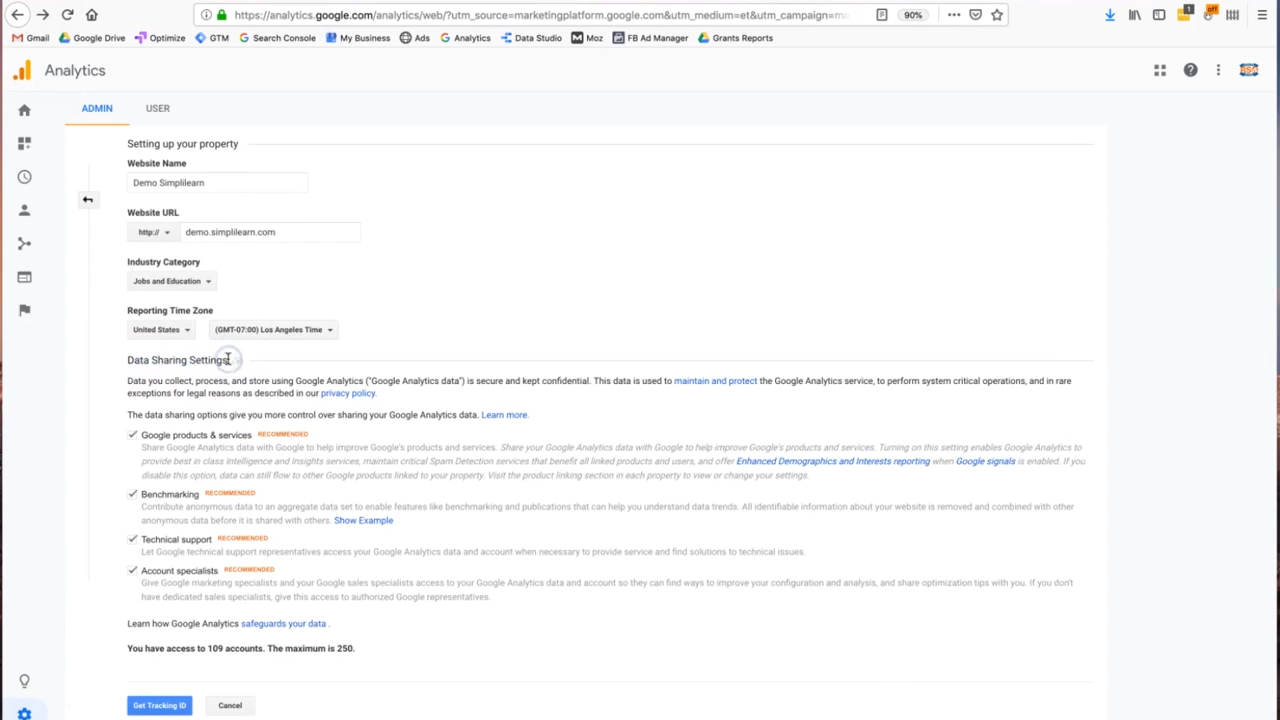 https://analytics.google.com/analytics/web/?utm_source=marketingplatform.google.com&utm_medium=et&utm_campaign=ma
90%
1
off
Gmail
Google Drive
Optimize
GTM
Search Console
My Business
Ads
Analytics
Data Studio
Moz
FB Ad Manager
Grants Reports
Analytics
ADMIN
USER
Setting up your property
Website Name
Demo Simplilearn
Website URL
http://
demo.simplilearn.com
Industry Category
Jobs and Education
Reporting Time Zone
United States
(GMT-07:00) Los Angeles Time
Data Sharing Settings
Data you collect, process, and store using Google Analytics ("Google Analytics data") is secure and kept confidential. This data is used to maintain and protect the Google Analytics service, to perform system critical operations, and in rare
exceptions for legal reasons as described in our privacy policy.
The data sharing options give you more control over sharing your Google Analytics data. Learn more.
Google products & services RECOMMENDED
Share Google Analytics data with Google to help improve Google's products and services. Share your Google Analytics data with Google to help improve Google's products and services. Turning on this setting enables Google Analytics to
provide best in class Intelligence and Insights services, maintain critical Spam Detection services that benefit all linked products and users, and offer Enhanced Demographics and Interests reporting when Google signals is enabled. If you
disable this option, data can still flow to other Google products linked to your property. Visit the product linking section in each property to view or change your settings.
Benchmarking RECOMMENDED
Contribute anonymous data to an aggregate data set to enable features like benchmarking and publications that can help you understand data trends. All identifiable information about your website is removed and combined with other
anonymous data before it is shared with others. Show Example
Technical support RECOMMENDED
Let Google technical support representatives access your Google Analytics data and account when necessary to provide service and find solutions to technical issues.
Account specialists RECOMMENDED
Give Google marketing specialists and your Google sales specialists access to your Google Analytics data and account so they can find ways to improve your configuration and analysis, and share optimization tips with you. If you don't
have dedicated sales specialists, give this access to authorized Google representatives.
Learn how Google Analytics safeguards your data .
You have access to 109 accounts. The maximum is 250.
Get Tracking ID
Cancel